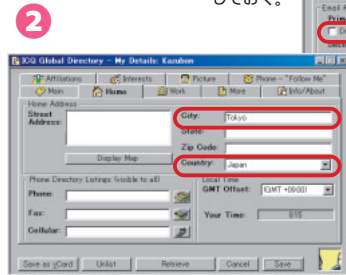 しておく。
2
ICQ Global Directory - My Details: Kazubon
Affiliations Interests Picture Phone - "Follow Me"
Main Home Work More Info/About
Home Address
Street Address:
City: Tokyo
State:
Zip Code:
Display Map
Country: Japan
Phone Directory Listings (visible to all)
Local Time
Phone:
GMT Offset: (GMT +09:00)
Fax:
Your Time:
Cellular:
Save as vCard Unlist Retrieve Cancel Save